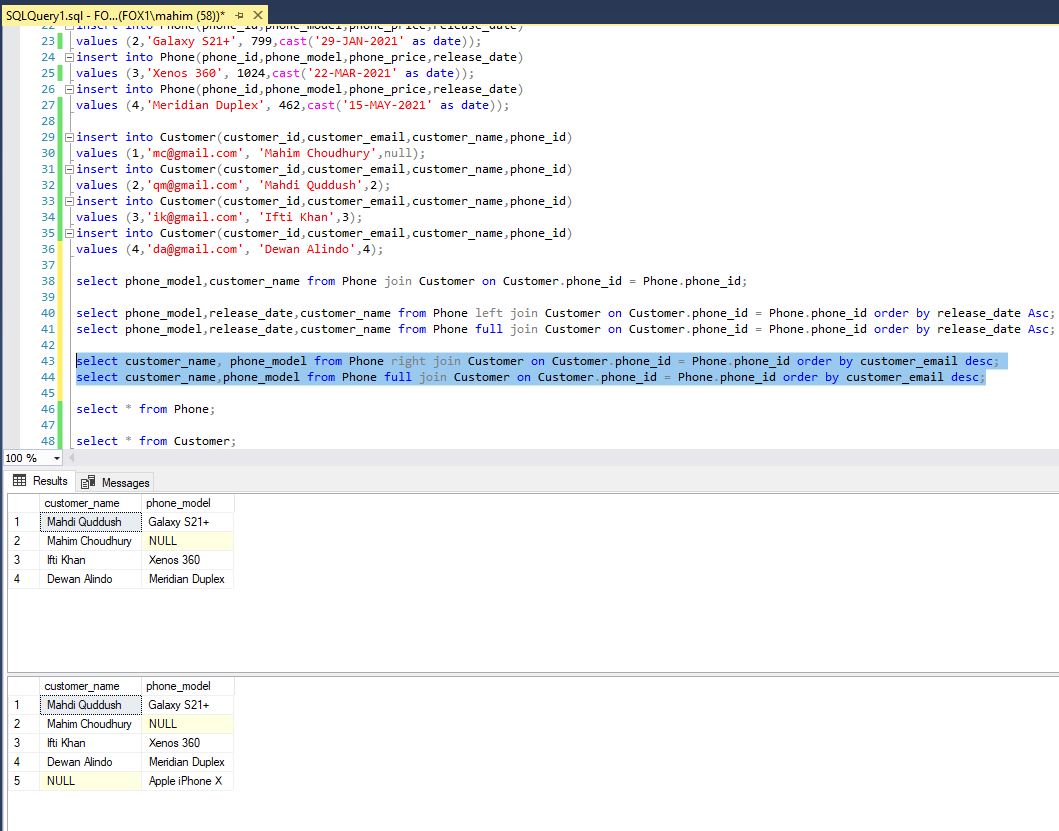 SQLQuery1.sql - FO...(FOX1\mahim (58))*
22 insert into Phone(phone_id,phone_model,phone_price,release_date)
23 values (2,'Galaxy S21+', 799,cast('29-JAN-2021' as date));
24 insert into Phone(phone_id,phone_model,phone_price,release_date)
25 values (3,'Xenos 360', 1024,cast('22-MAR-2021' as date));
26 insert into Phone(phone_id,phone_model,phone_price,release_date)
27 values (4,'Meridian Duplex', 462,cast('15-MAY-2021' as date));
28
29 insert into Customer(customer_id,customer_email,customer_name,phone_id)
30 values (1,'mc@gmail.com', 'Mahim Choudhury',null);
31 insert into Customer(customer_id,customer_email,customer_name,phone_id)
32 values (2,'qm@gmail.com', 'Mahdi Quddush',2);
33 insert into Customer(customer_id,customer_email,customer_name,phone_id)
34 values (3,'ik@gmail.com', 'Ifti Khan',3);
35 insert into Customer(customer_id,customer_email,customer_name,phone_id)
36 values (4,'da@gmail.com', 'Dewan Alindo',4);
37
38 select phone_model,customer_name from Phone join Customer on Customer.phone_id = Phone.phone_id;
39
40 select phone_model,release_date,customer_name from Phone left join Customer on Customer.phone_id = Phone.phone_id order by release_date Asc;
41 select phone_model,release_date,customer_name from Phone full join Customer on Customer.phone_id = Phone.phone_id order by release_date Asc;
42
43 select customer_name, phone_model from Phone right join Customer on Customer.phone_id = Phone.phone_id order by customer_email desc;
44 select customer_name,phone_model from Phone full join Customer on Customer.phone_id = Phone.phone_id order by customer_email desc;
45
46 select * from Phone;
47
48 select * from Customer;
100 %
Results Messages
customer_name phone_model
1 Mahdi Quddush Galaxy S21+
2 Mahim Choudhury NULL
3 Ifti Khan Xenos 360
4 Dewan Alindo Meridian Duplex
customer_name phone_model
1 Mahdi Quddush Galaxy S21+
2 Mahim Choudhury NULL
3 Ifti Khan Xenos 360
4 Dewan Alindo Meridian Duplex
5 NULL Apple iPhone X